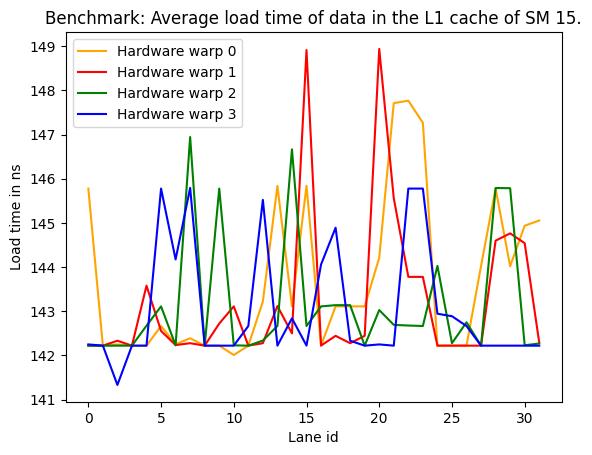 Benchmark: Average load time of data in the L1 cache of SM 15.
Hardware warp 0
Hardware warp 1
Hardware warp 2
Hardware warp 3
149
148
147
146
145
144
143
142
141
Load time in ns
0 5 10 15 20 25 30
Lane id